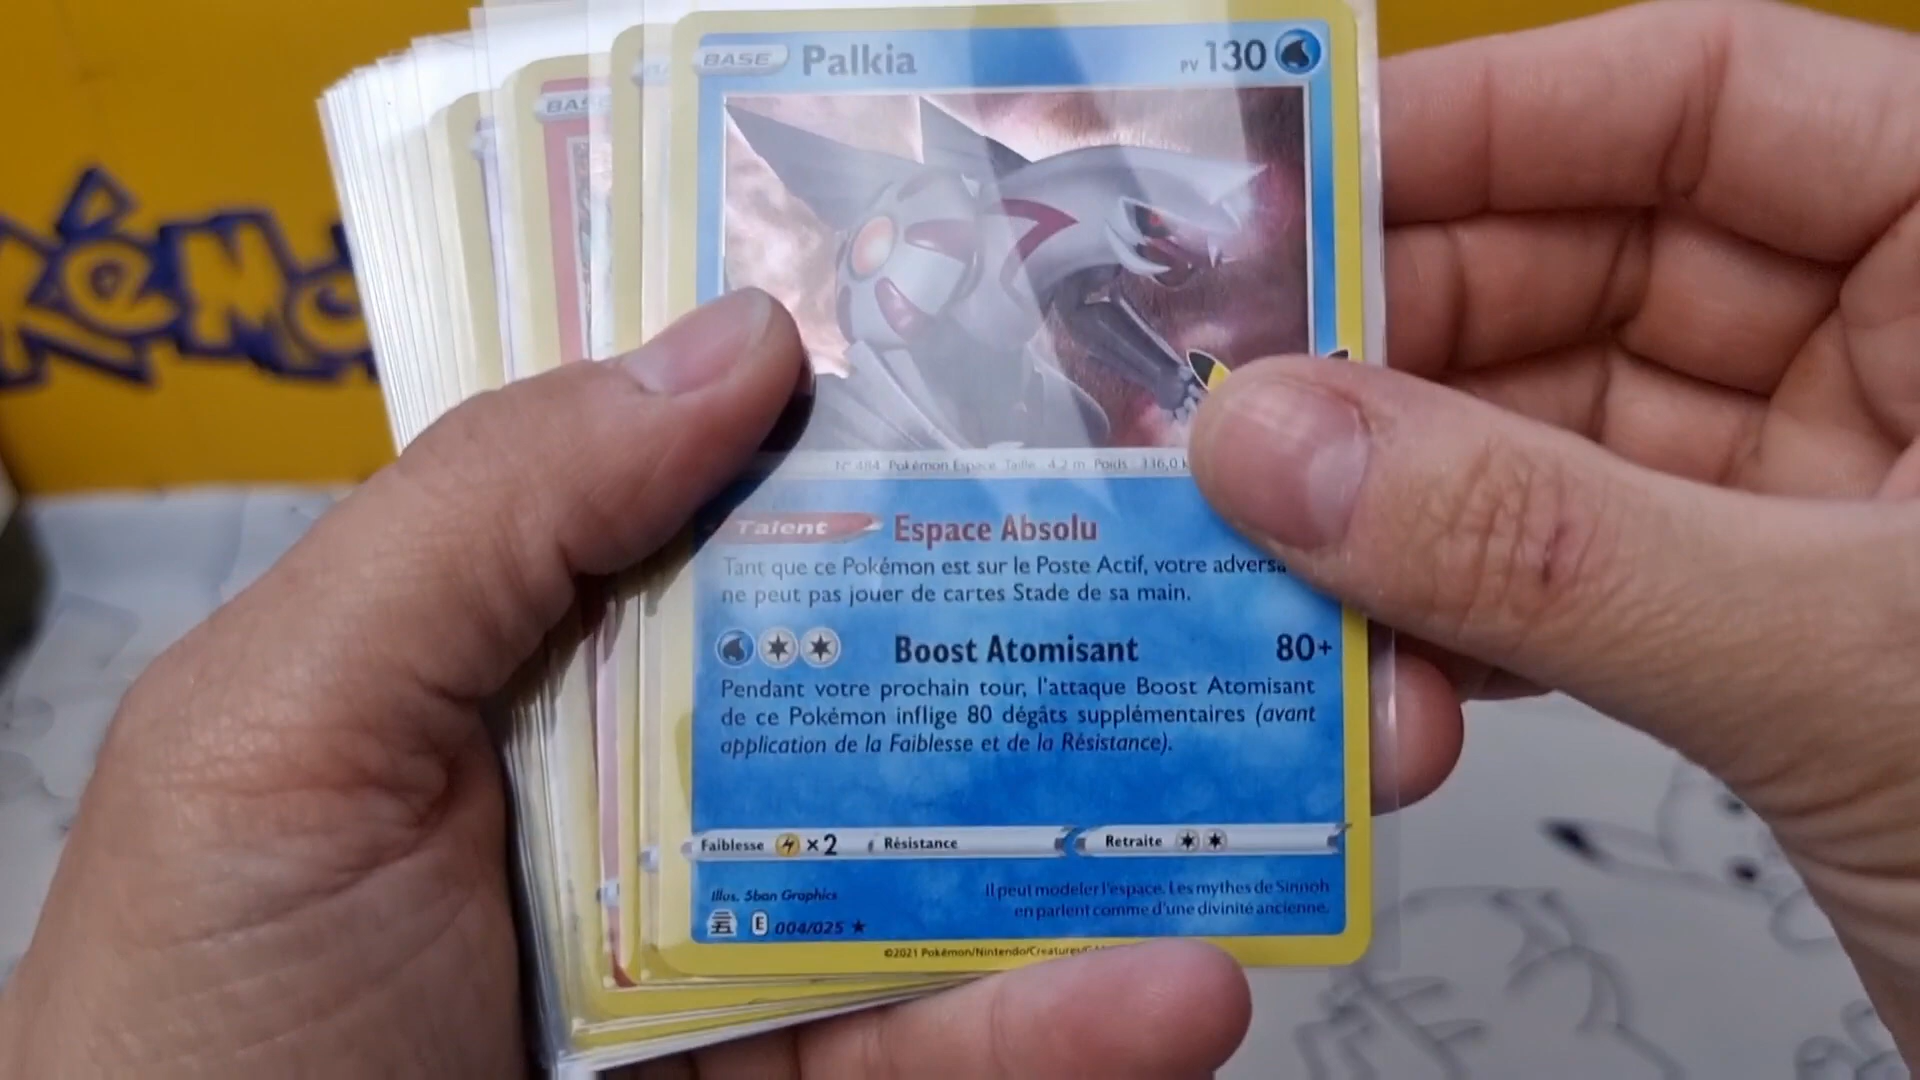 BASE Palkia PV 130
BASE
N° 484 Pokémon Espace Taille : 4,2 m Poids : 336,0
Talent Espace Absolu
Tant que ce Pokémon est sur le Poste Actif, votre
ne peut pas jouer de cartes Stade de sa main.
Boost Atomisant 80+
Pendant votre prochain tour, l'attaque Boost Atomisant
de ce Pokémon inflige 80 dégâts supplémentaires (avant
application de la Faiblesse et de la Résistance).
Faiblesse ×2 Résistance Retraite
Illus. 5ban Graphics
Il peut modeler l'espace. Les mythes de Sinnoh
en parlent comme d'une divinité ancienne.
E 004/025
©2021 Pokémon/Nintendo/Creatures/